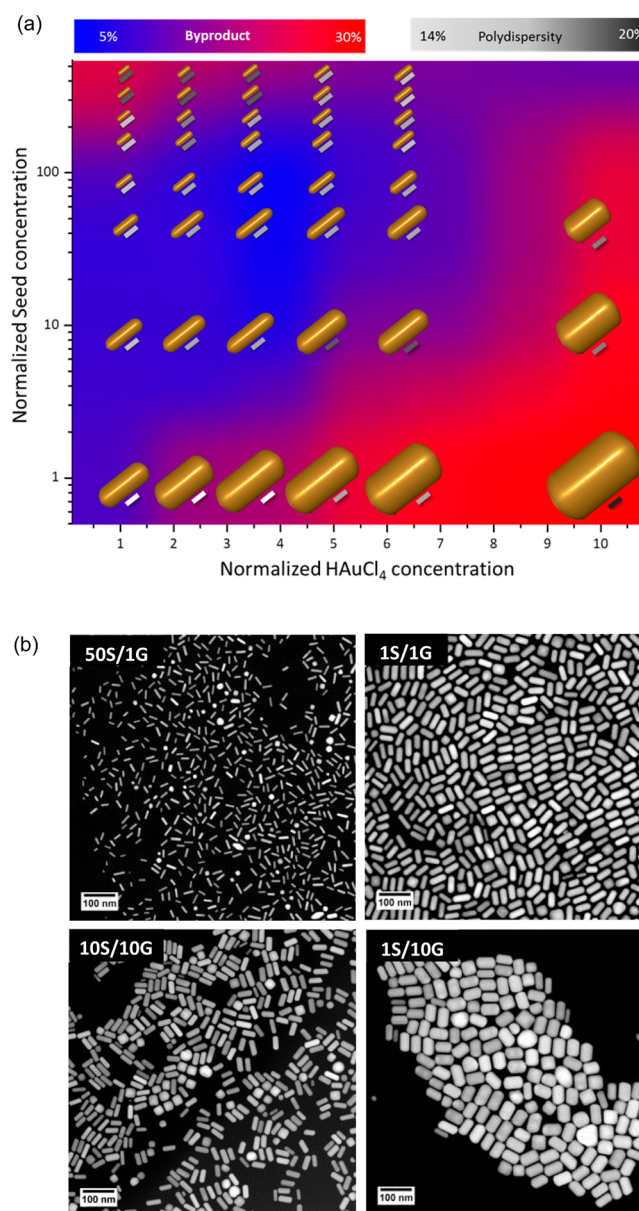 (a)
5% Byproduct 30%
14% Polydispersity 20%
Normalized Seed concentration
100
10
1
1 2 3 4 5 6 7 8 9 10
Normalized HAuCl₄ concentration
(b)
50S/1G
100 nm
1S/1G
100 nm
10S/10G
100 nm
1S/10G
100 nm